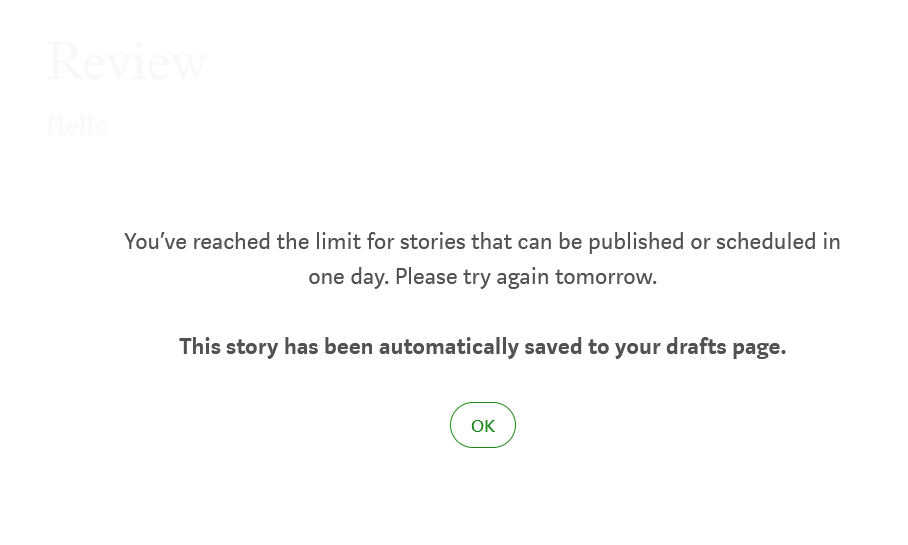 Review
Hello
You’ve reached the limit for stories that can be published or scheduled in
one day. Please try again tomorrow.
This story has been automatically saved to your drafts page.
OK